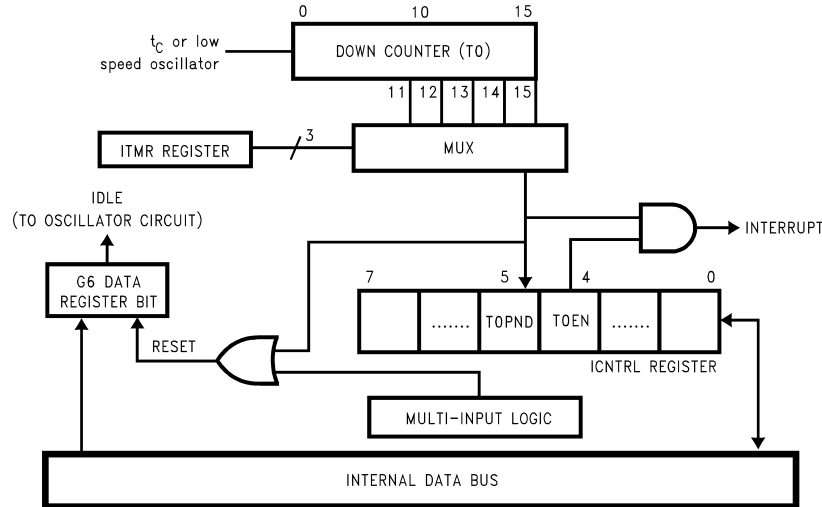 0 10 15
t_C or low
speed oscillator
DOWN COUNTER (T0)
11 12 13 14 15
ITMR REGISTER
3
MUX
IDLE
(TO OSCILLATOR CIRCUIT)
INTERRUPT
G6 DATA
REGISTER BIT
7 5 4 0
....... TOPND TOEN .......
RESET
ICNTRL REGISTER
MULTI-INPUT LOGIC
INTERNAL DATA BUS